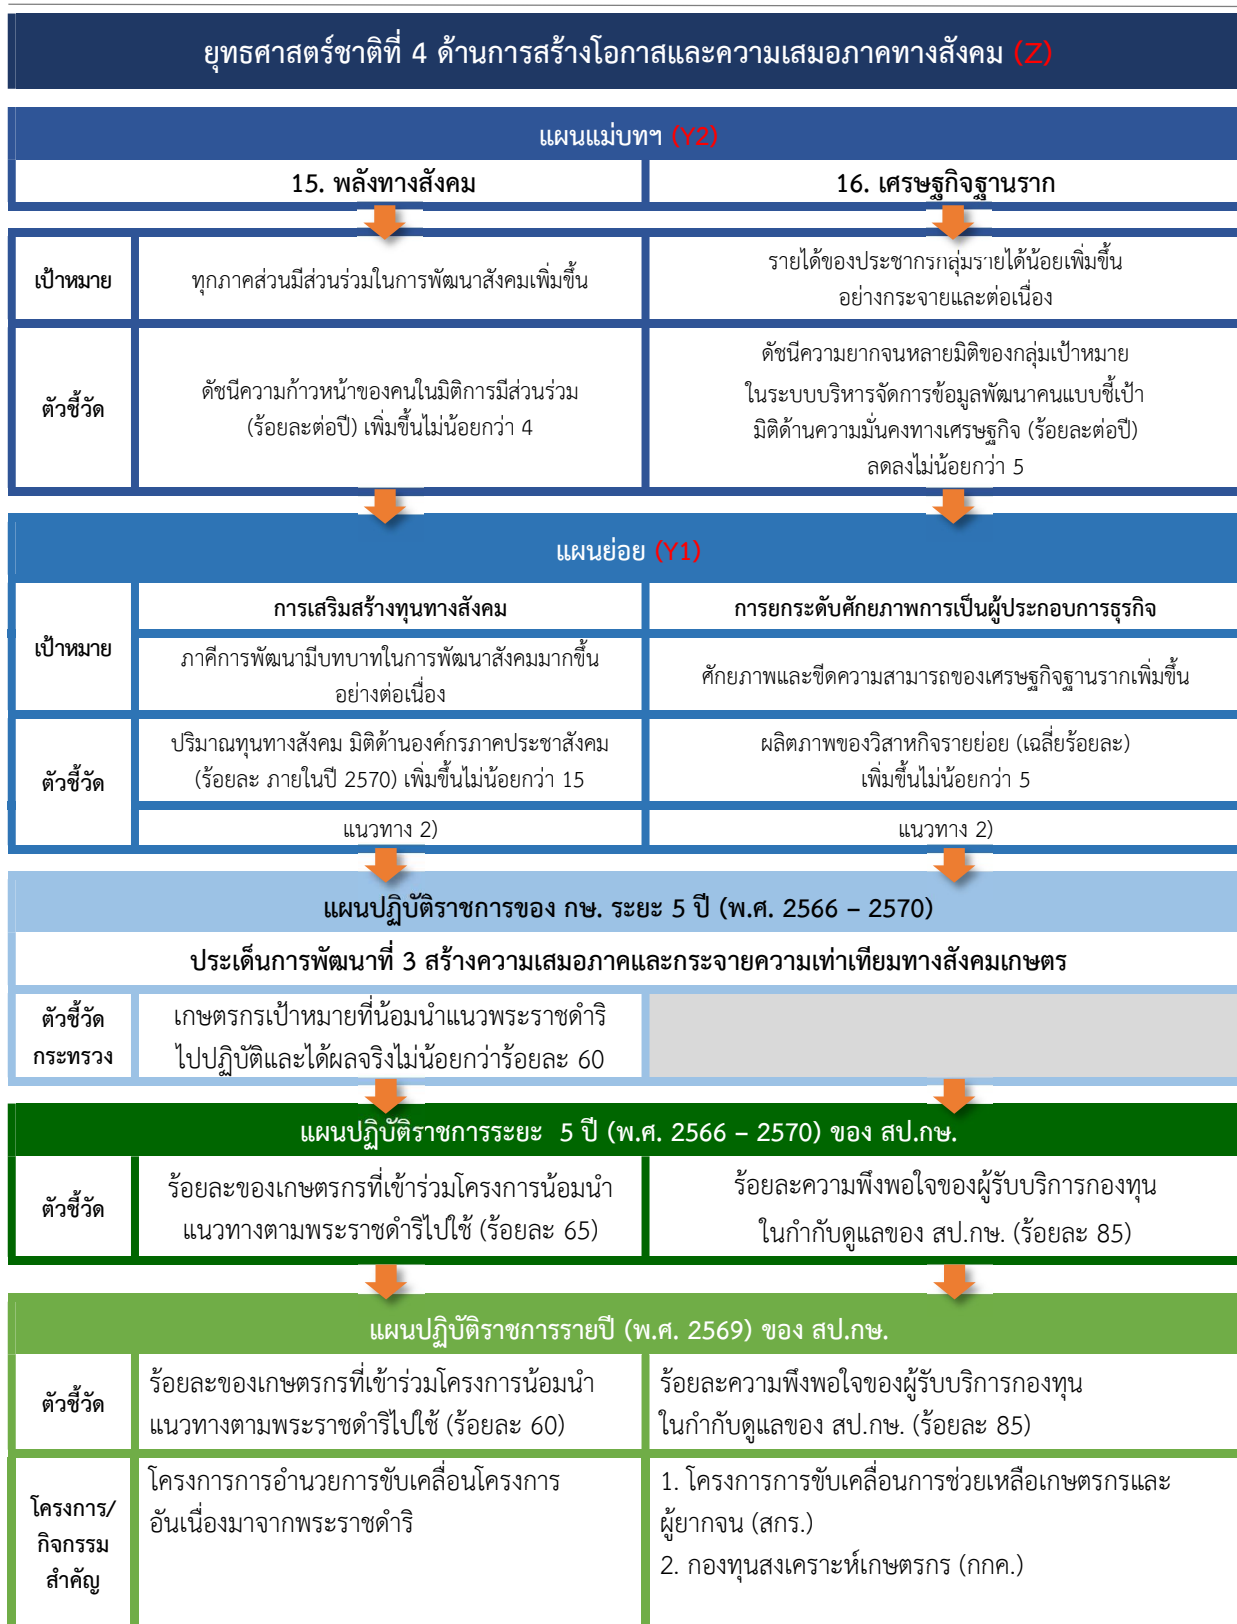 ยุทธศาสตร์ชาติที่ 4 ด้านการสร้างโอกาสและความเสมอภาคทางสังคม (Z)
แผนแม่บทฯ (Y2)
15. พลังทางสังคม
16. เศรษฐกิจฐานราก
เป้าหมาย
ทุกภาคส่วนมีส่วนร่วมในการพัฒนาสังคมเพิ่มขึ้น
รายได้ของประชากรกลุ่มรายได้น้อยเพิ่มขึ้น
อย่างกระจายและต่อเนื่อง
ตัวชี้วัด
ดัชนีความก้าวหน้าของคนในมิติการมีส่วนร่วม
(ร้อยละต่อปี) เพิ่มขึ้นไม่น้อยกว่า 4
ดัชนีความยากจนหลายมิติของกลุ่มเป้าหมาย
ในระบบบริหารจัดการข้อมูลพัฒนาคนแบบชี้เป้า
มิติด้านความมั่นคงทางเศรษฐกิจ (ร้อยละต่อปี)
ลดลงไม่น้อยกว่า 5
แผนย่อย (Y1)
เป้าหมาย
การเสริมสร้างทุนทางสังคม
การยกระดับศักยภาพการเป็นผู้ประกอบการธุรกิจ
ภาคีการพัฒนามีบทบาทในการพัฒนาสังคมมากขึ้น
อย่างต่อเนื่อง
ศักยภาพและขีดความสามารถของเศรษฐกิจฐานรากเพิ่มขึ้น
ตัวชี้วัด
ปริมาณทุนทางสังคม มิติด้านองค์กรภาคประชาสังคม
(ร้อยละ ภายในปี 2570) เพิ่มขึ้นไม่น้อยกว่า 15
ผลิตภาพของวิสาหกิจรายย่อย (เฉลี่ยร้อยละ)
เพิ่มขึ้นไม่น้อยกว่า 5
แนวทาง 2)
แนวทาง 2)
แผนปฏิบัติราชการของ กษ. ระยะ 5 ปี (พ.ศ. 2566 – 2570)
ประเด็นการพัฒนาที่ 3 สร้างความเสมอภาคและกระจายความเท่าเทียมทางสังคมเกษตร
ตัวชี้วัด
กระทรวง
เกษตรกรเป้าหมายที่น้อมนำแนวพระราชดำริ
ไปปฏิบัติและได้ผลจริงไม่น้อยกว่าร้อยละ 60
แผนปฏิบัติราชการระยะ 5 ปี (พ.ศ. 2566 – 2570) ของ สป.กษ.
ตัวชี้วัด
ร้อยละของเกษตรกรที่เข้าร่วมโครงการน้อมนำ
แนวทางตามพระราชดำริไปใช้ (ร้อยละ 65)
ร้อยละความพึงพอใจของผู้รับบริการกองทุน
ในกำกับดูแลของ สป.กษ. (ร้อยละ 85)
แผนปฏิบัติราชการรายปี (พ.ศ. 2569) ของ สป.กษ.
ตัวชี้วัด
ร้อยละของเกษตรกรที่เข้าร่วมโครงการน้อมนำ
แนวทางตามพระราชดำริไปใช้ (ร้อยละ 60)
ร้อยละความพึงพอใจของผู้รับบริการกองทุน
ในกำกับดูแลของ สป.กษ. (ร้อยละ 85)
โครงการ/
กิจกรรม
สำคัญ
โครงการการอำนวยการขับเคลื่อนโครงการ
อันเนื่องมาจากพระราชดำริ
1. โครงการการขับเคลื่อนการช่วยเหลือเกษตรกรและ
ผู้ยากจน (สกร.)
2. กองทุนสงเคราะห์เกษตรกร (กกค.)